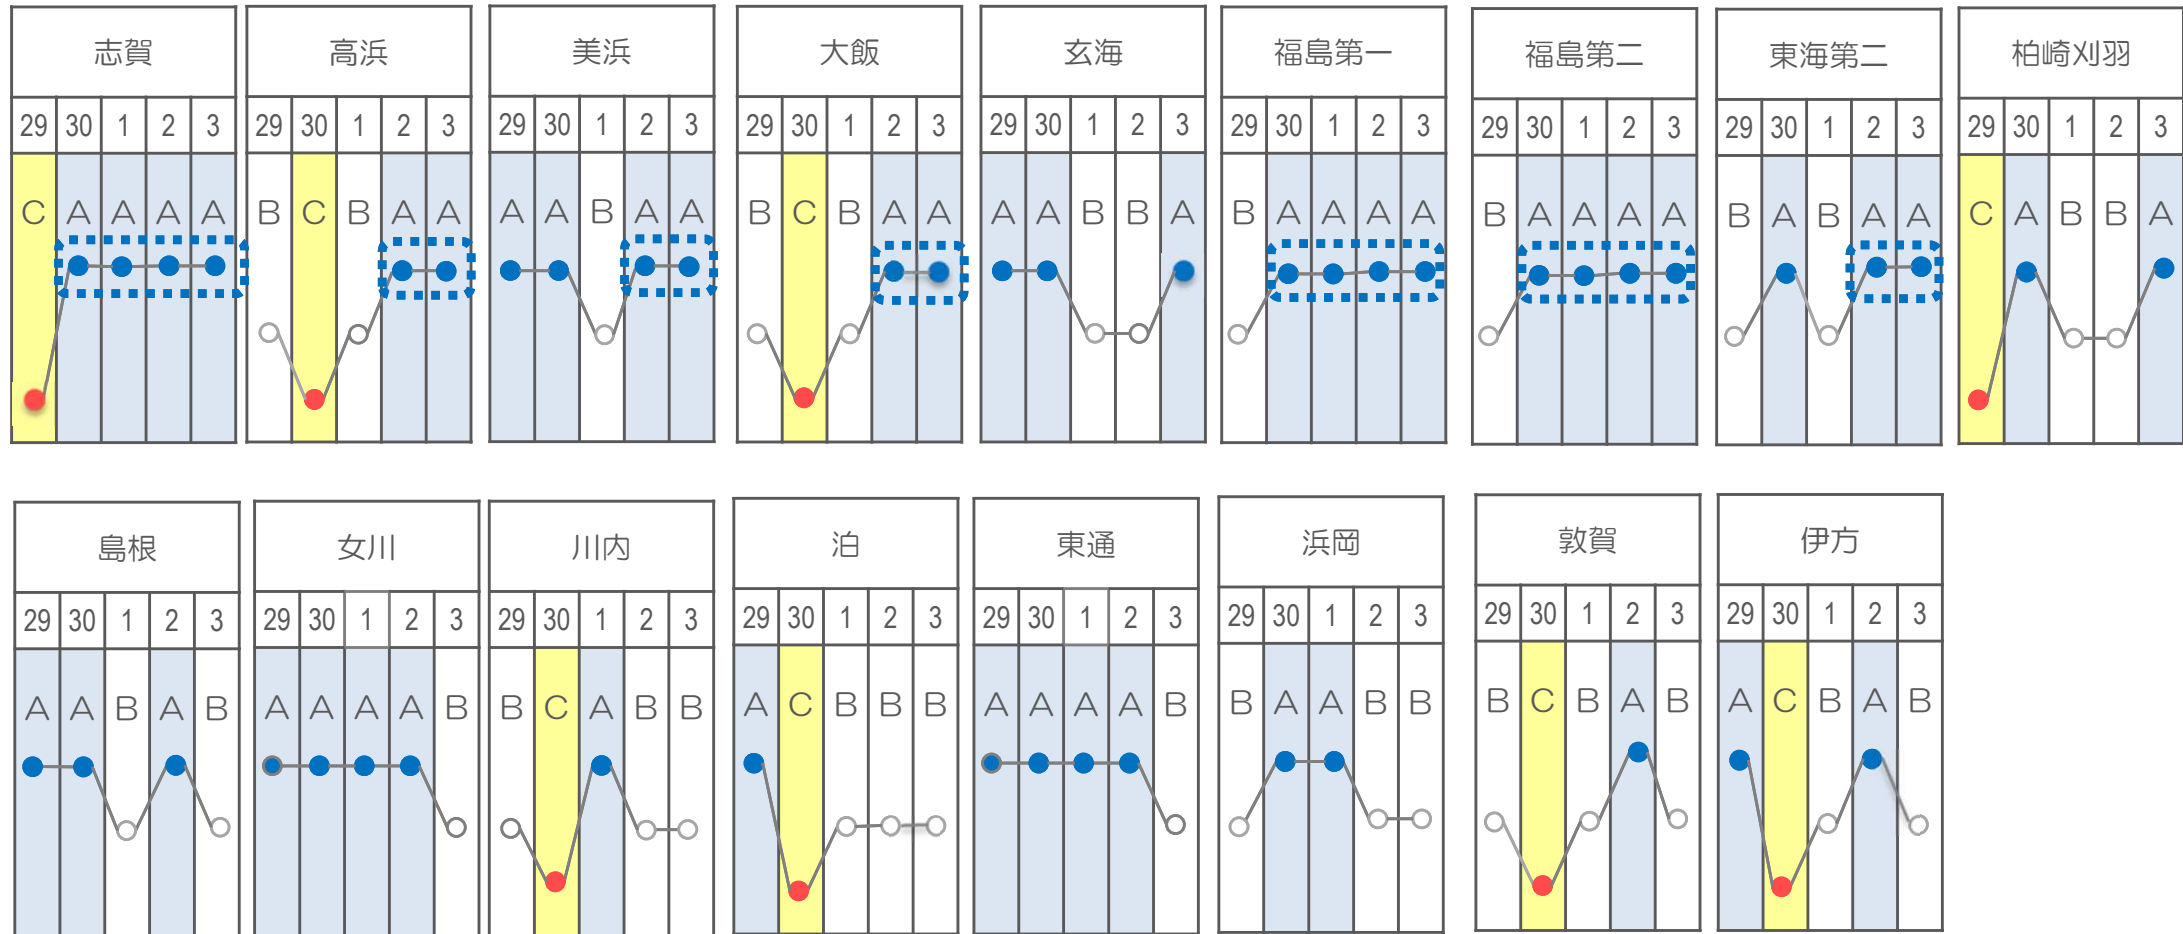 志賀 高浜 美浜 大飯 玄海 福島第一 福島第二 東海第二 柏崎刈羽
29 30 1 2 3 29 30 1 2 3 29 30 1 2 3 29 30 1 2 3 29 30 1 2 3 29 30 1 2 3 29 30 1 2 3 29 30 1 2 3 29 30 1 2 3
C A A A A B C B A A A A B A A B C B A A A A B B A B A A A A B A A A A B A B A A C A B B A
島根 女川 川内 泊 東通 浜岡 敦賀 伊方
29 30 1 2 3 29 30 1 2 3 29 30 1 2 3 29 30 1 2 3 29 30 1 2 3 29 30 1 2 3 29 30 1 2 3 29 30 1 2 3
A A B A B A A A A B B C A B B A C B B B A A A A B B A A B B B C B A B A C B A B